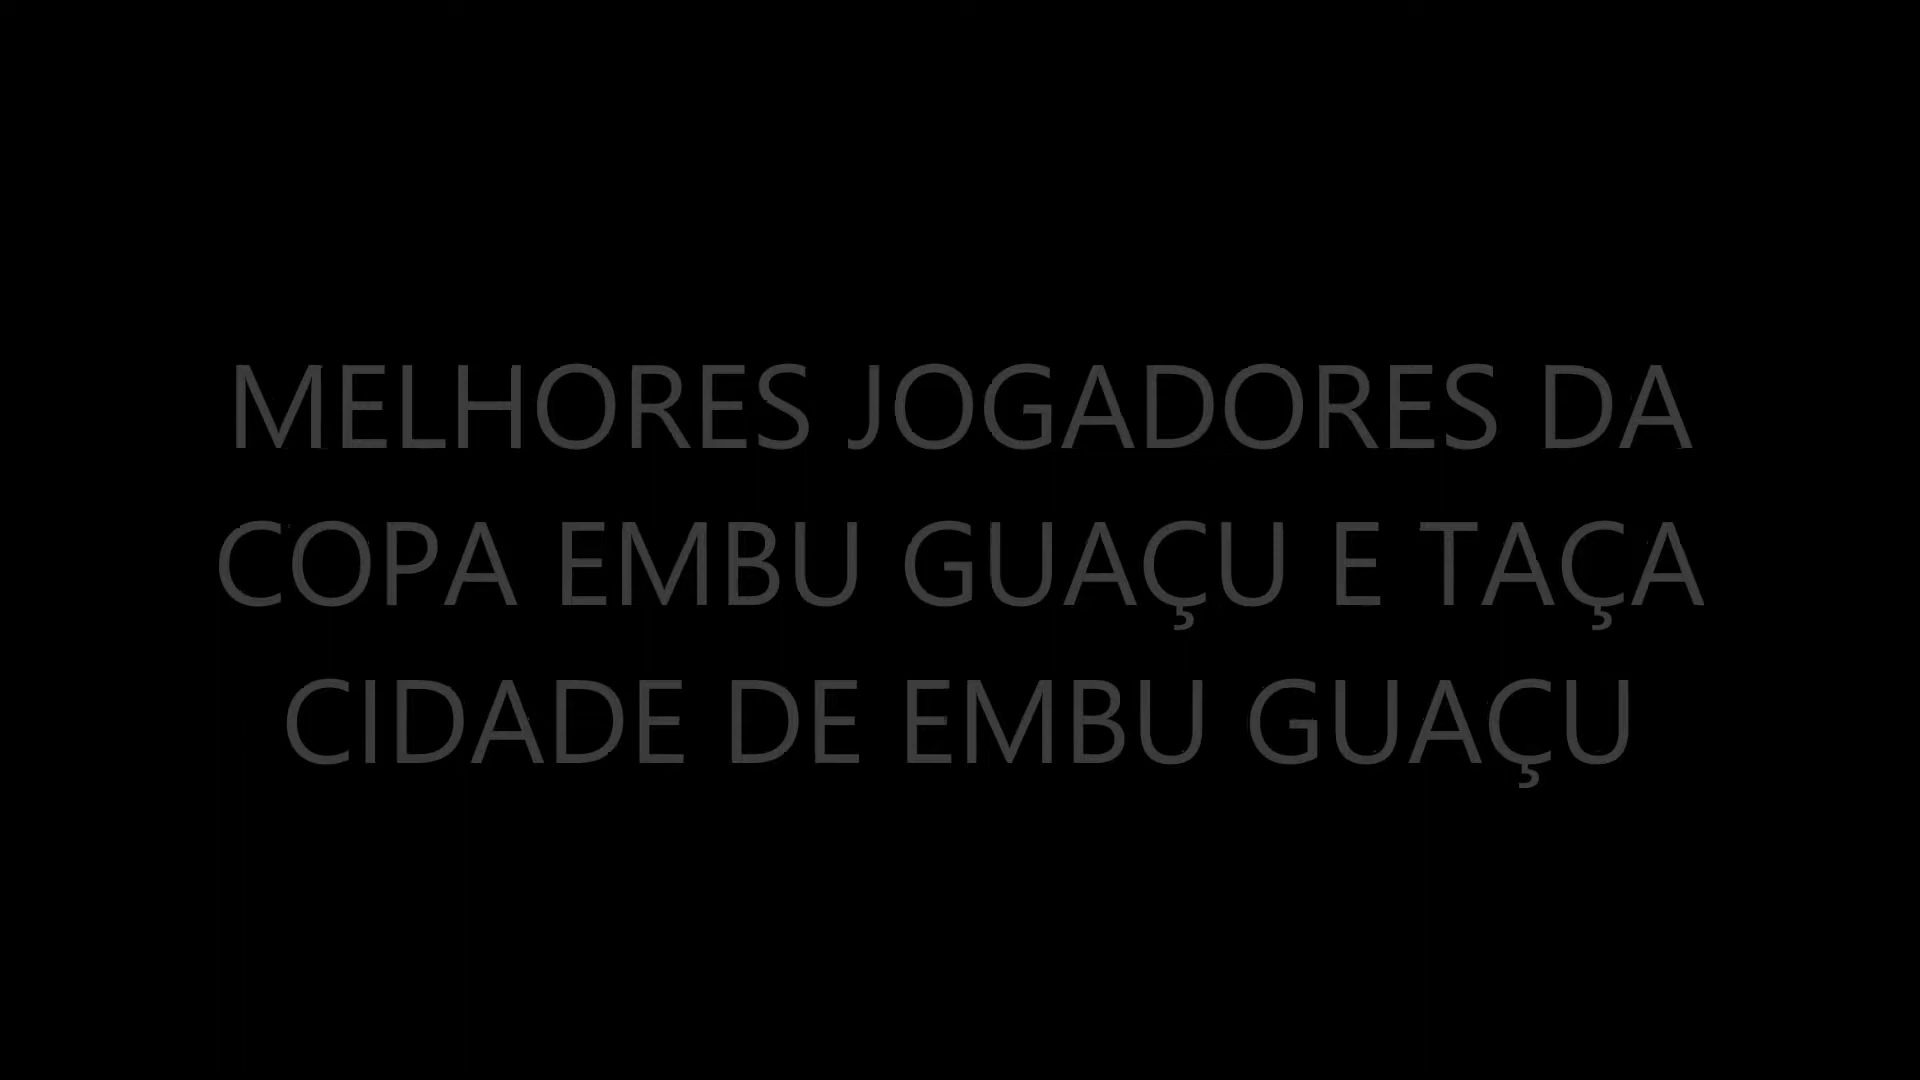 MELHORES JOGADORES DA
COPA EMBU GUAÇU E TAÇA
CIDADE DE EMBU GUAÇU